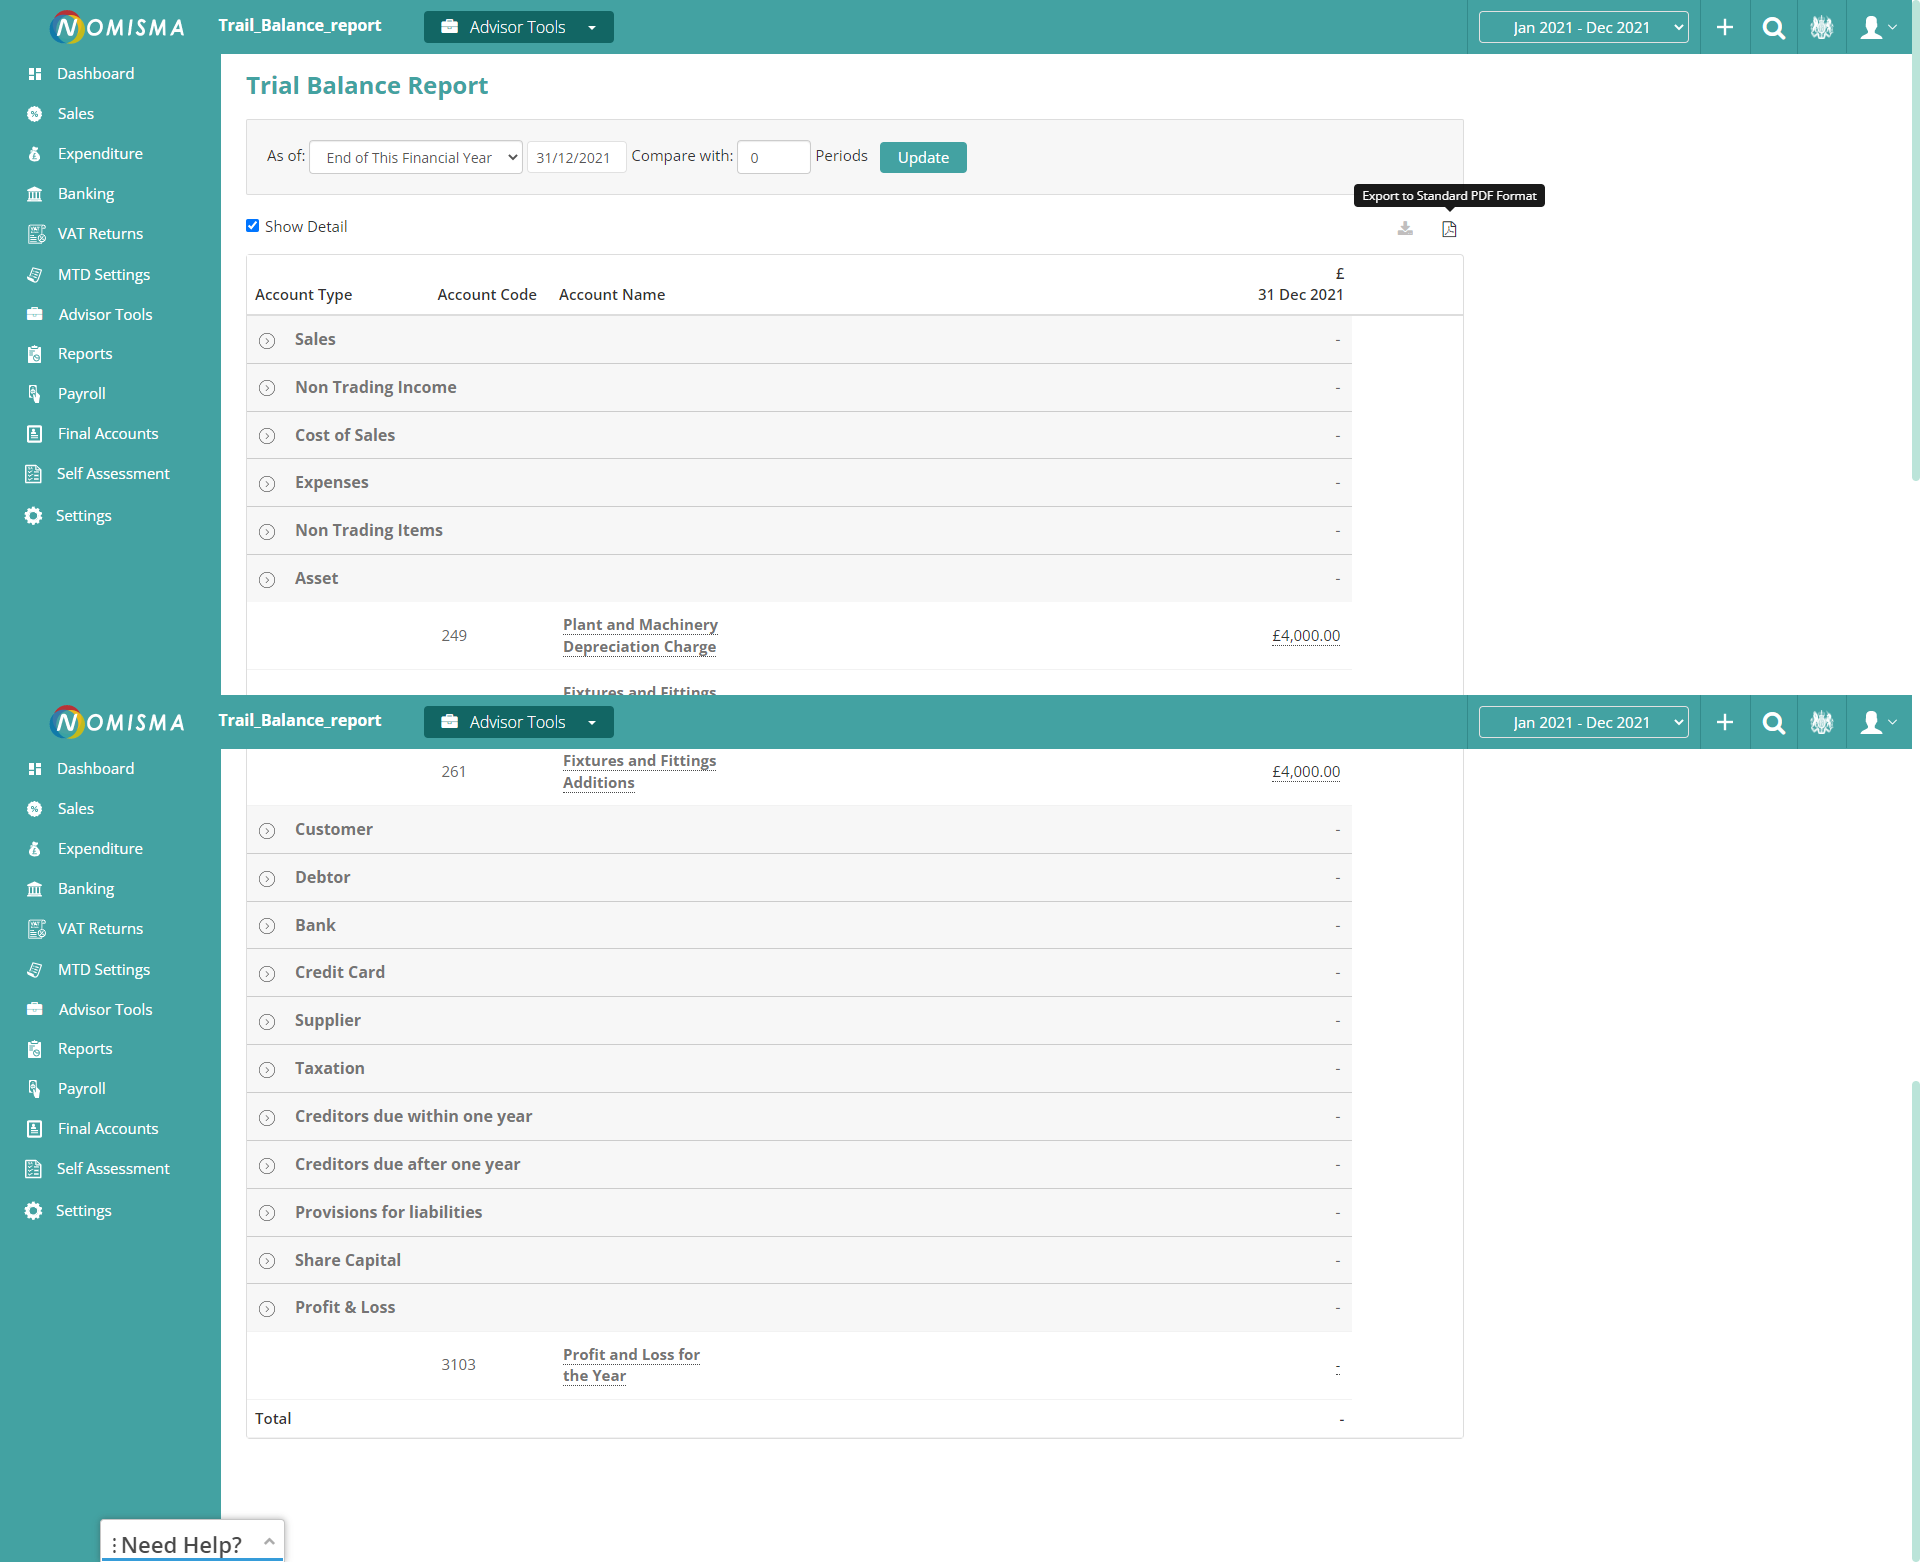 NOMISMA
Trail_Balance_report
Advisor Tools
Jan 2021 - Dec 2021
Dashboard
Sales
Expenditure
Banking
VAT Returns
MTD Settings
Advisor Tools
Reports
Payroll
Final Accounts
Self Assessment
Settings
Trial Balance Report
As of: End of This Financial Year 31/12/2021 Compare with: 0 Periods Update
Export to Standard PDF Format
Show Detail
£
Account Type Account Code Account Name 31 Dec 2021
Sales -
Non Trading Income -
Cost of Sales -
Expenses -
Non Trading Items -
Asset -
249 Plant and Machinery £4,000.00
Depreciation Charge
Fixtures and Fittings
NOMISMA
Trail_Balance_report
Advisor Tools
Jan 2021 - Dec 2021
Dashboard
Sales
Expenditure
Banking
VAT Returns
MTD Settings
Advisor Tools
Reports
Payroll
Final Accounts
Self Assessment
Settings
261 Fixtures and Fittings £4,000.00
Additions
Customer -
Debtor -
Bank -
Credit Card -
Supplier -
Taxation -
Creditors due within one year -
Creditors due after one year -
Provisions for liabilities -
Share Capital -
Profit & Loss -
3103 Profit and Loss for -
the Year
Total -
Need Help?